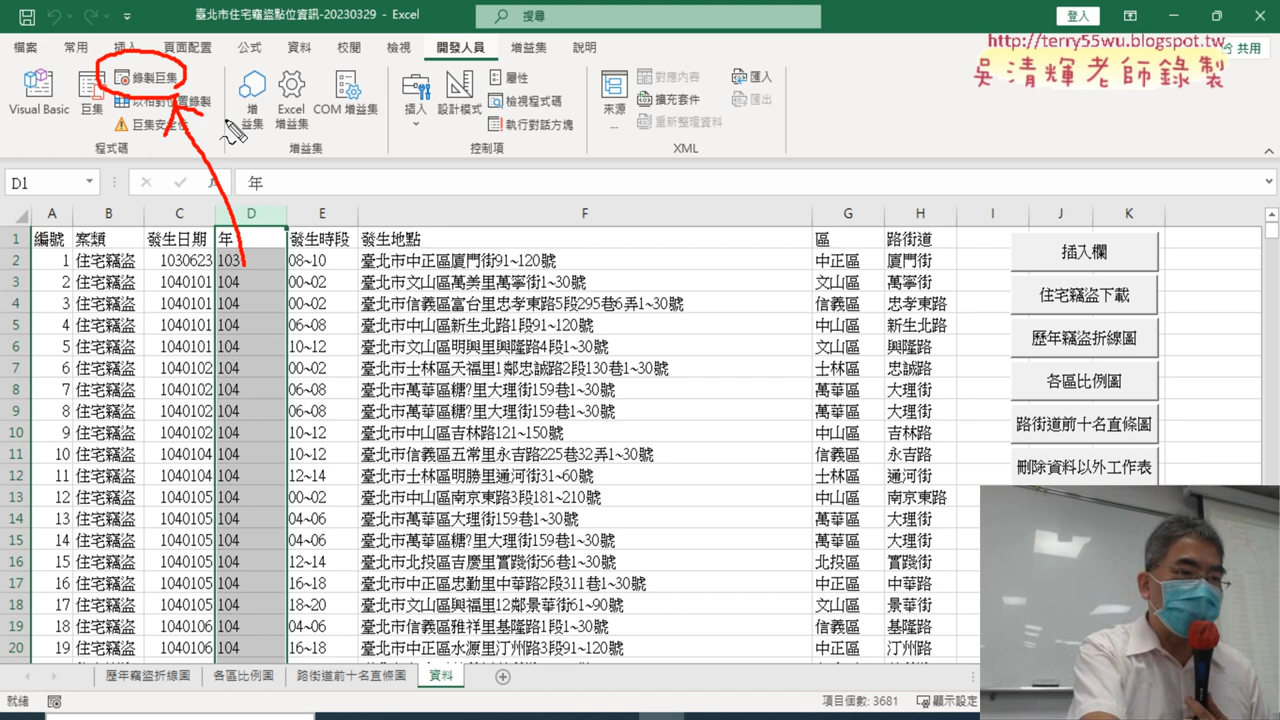 臺北市住宅竊盜點位資訊-20230329 - Excel
搜尋
登入
檔案 常用 插入 頁面配置 公式 資料 校閱 檢視 開發人員 增益集 說明
共用
http://terry55wu.blogspot.tw
吳清輝老師錄製
Visual Basic 巨集 錄製巨集 以相對位置錄製 巨集安全性
增益集 Excel 增益集 COM 增益集
插入 設計模式 屬性 檢視程式碼 執行對話方塊
來源... 對應內容 擴充套件 重新整理資料 匯入 匯出
程式碼 增益集 控制項 XML
D1 年
A B C D E F G H I J K
1 編號 案類 發生日期 年 發生時段 發生地點 區 路街道
2 1 住宅竊盜 1030623 103 08~10 臺北市中正區廈門街91~120號 中正區 廈門街
3 2 住宅竊盜 1040101 104 00~02 臺北市文山區萬美里萬寧街1~30號 文山區 萬寧街
4 3 住宅竊盜 1040101 104 00~02 臺北市信義區富台里忠孝東路5段295巷6弄1~30號 信義區 忠孝東路
5 4 住宅竊盜 1040101 104 06~08 臺北市中山區新生北路1段91~120號 中山區 新生北路
6 5 住宅竊盜 1040101 104 10~12 臺北市文山區明興里興隆路4段1~30號 文山區 興隆路
7 6 住宅竊盜 1040102 104 00~02 臺北市士林區天福里1鄰忠誠路2段130巷1~30號 士林區 忠誠路
8 7 住宅竊盜 1040102 104 06~08 臺北市萬華區糖?里大理街159巷1~30號 萬華區 大理街
9 8 住宅竊盜 1040102 104 06~08 臺北市萬華區糖?里大理街159巷1~30號 萬華區 大理街
10 9 住宅竊盜 1040102 104 10~12 臺北市中山區吉林路121~150號 中山區 吉林路
11 10 住宅竊盜 1040104 104 10~12 臺北市信義區五常里永吉路225巷32弄1~30號 信義區 永吉路
12 11 住宅竊盜 1040104 104 12~14 臺北市士林區明勝里通河街31~60號 士林區 通河街
13 12 住宅竊盜 1040105 104 00~02 臺北市中山區南京東路3段181~210號 中山區 南京東路
14 13 住宅竊盜 1040105 104 04~06 臺北市萬華區大理街159巷1~30號 萬華區 大理街
15 14 住宅竊盜 1040105 104 04~06 臺北市萬華區糖?里大理街159巷1~30號 萬華區 大理街
16 15 住宅竊盜 1040105 104 12~14 臺北市北投區吉慶里實踐街56巷1~30號 北投區 實踐街
17 16 住宅竊盜 1040105 104 16~18 臺北市中正區忠勤里中華路2段311巷1~30號 中正區 中華路
18 17 住宅竊盜 1040105 104 18~20 臺北市文山區興福里12鄰景華街61~90號 文山區 景華街
19 18 住宅竊盜 1040106 104 04~06 臺北市信義區雅祥里基隆路1段1~30號 信義區 基隆路
20 19 住宅竊盜 1040106 104 16~18 臺北市中正區水源里汀州路3段91~120號 中正區 汀州路
插入欄
住宅竊盜下載
歷年竊盜折線圖
各區比例圖
路街道前十名直條圖
刪除資料以外工作表
歷年竊盜折線圖 各區比例圖 路街道前十名直條圖 資料
就緒 項目個數: 3681 顯示設定